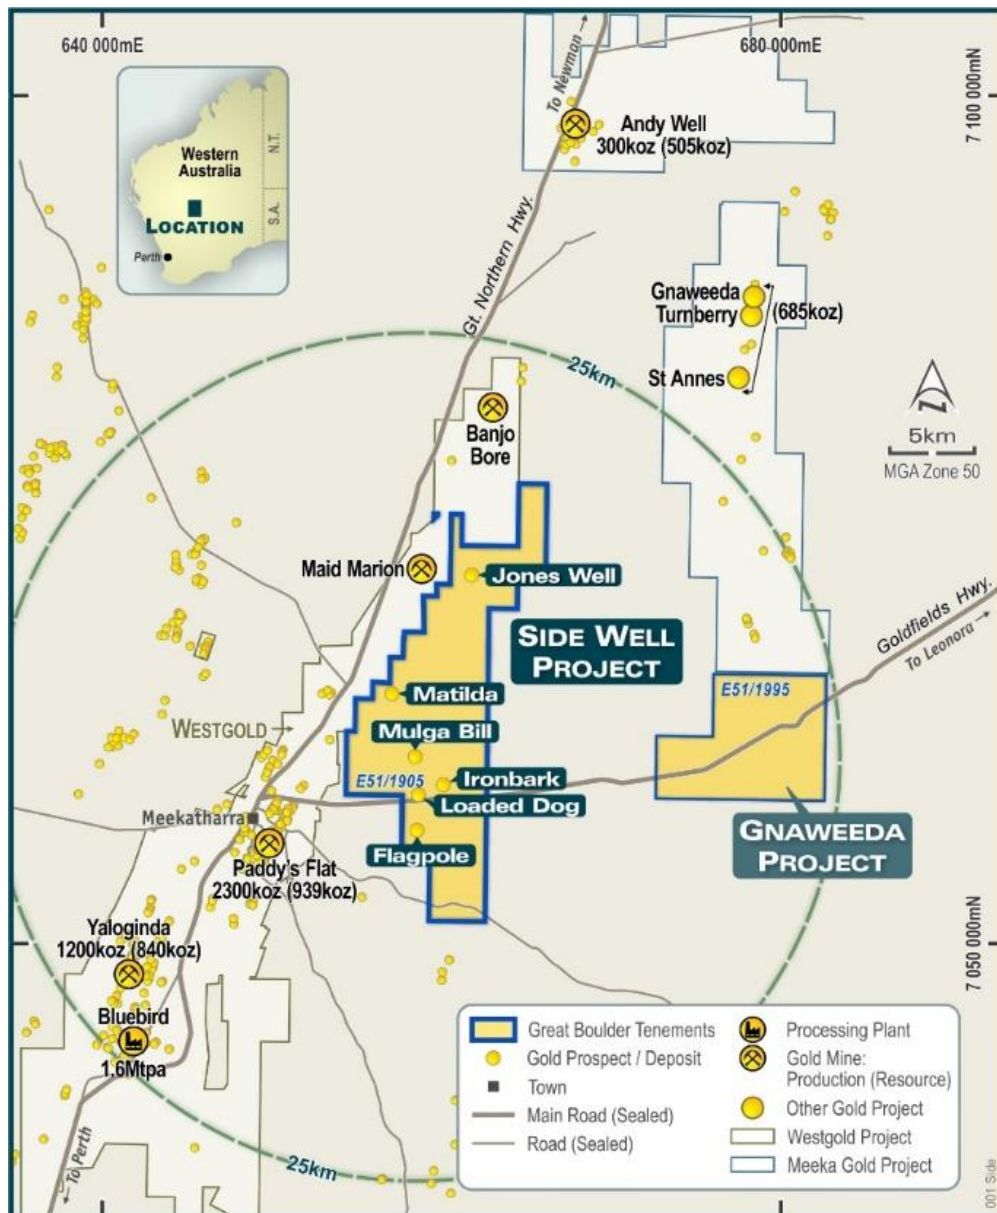 640 000mE
680 000mE
To Newman →
7 100 000mN
Western
Australia
N.T.
S.A.
LOCATION
Perth
Andy Well
300koz (505koz)
Gt. Northern Hwy.
Gnaweeda
Turnberry
(685koz)
St Annes
25km
N
5km
MGA Zone 50
Banjo
Bore
Maid Marion
Jones Well
Goldfields Hwy.
To Leonora →
SIDE WELL
PROJECT
Matilda
E51/1995
WESTGOLD →
Mulga Bill
E51/1905
Ironbark
Loaded Dog
Meekatharra
Flagpole
GNAWEEDA
PROJECT
Paddy's Flat
2300koz (939koz)
Yaloginda
1200koz (840koz)
7 050 000mN
Bluebird
1.6Mtpa
← To Perth
25km
Great Boulder Tenements
Gold Prospect / Deposit
Town
Main Road (Sealed)
Road (Sealed)
Processing Plant
Gold Mine:
Production (Resource)
Other Gold Project
Westgold Project
Meeka Gold Project
001 Side